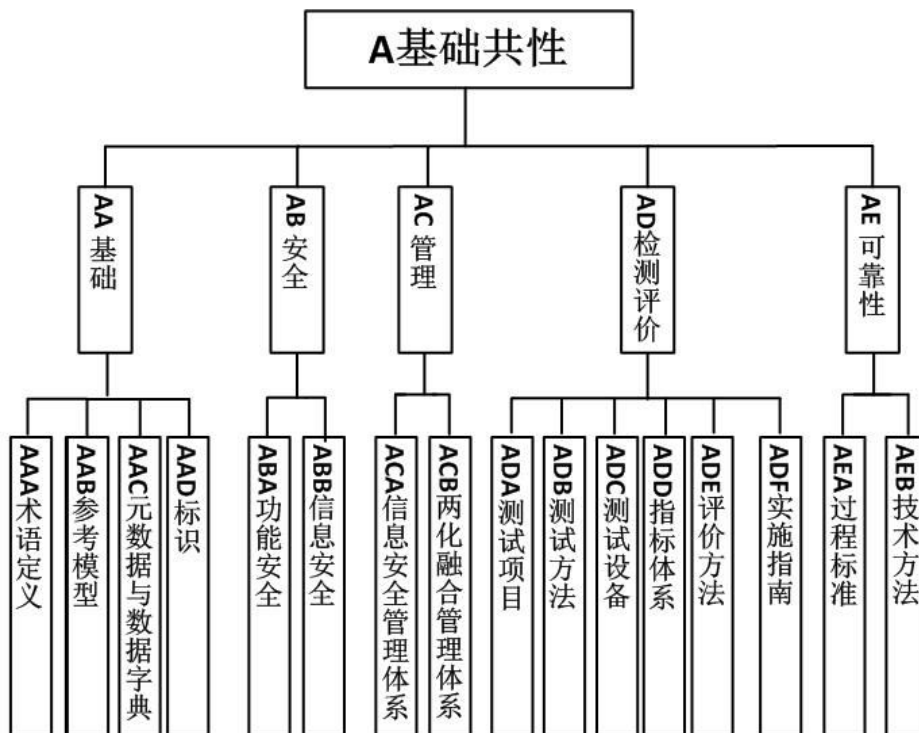 A基础共性
AA 基础
AB 安全
AC 管理
AD检测评价
AE 可靠性
AAA术语定义
AAB参考模型
AAC元数据与数据字典
AAD标识
ABA功能安全
ABB信息安全
ACA信息安全管理体系
ACB两化融合管理体系
ADA测试项目
ADB测试方法
ADC测试设备
ADD指标体系
ADE评价方法
ADF实施指南
AEA过程标准
AEB技术方法